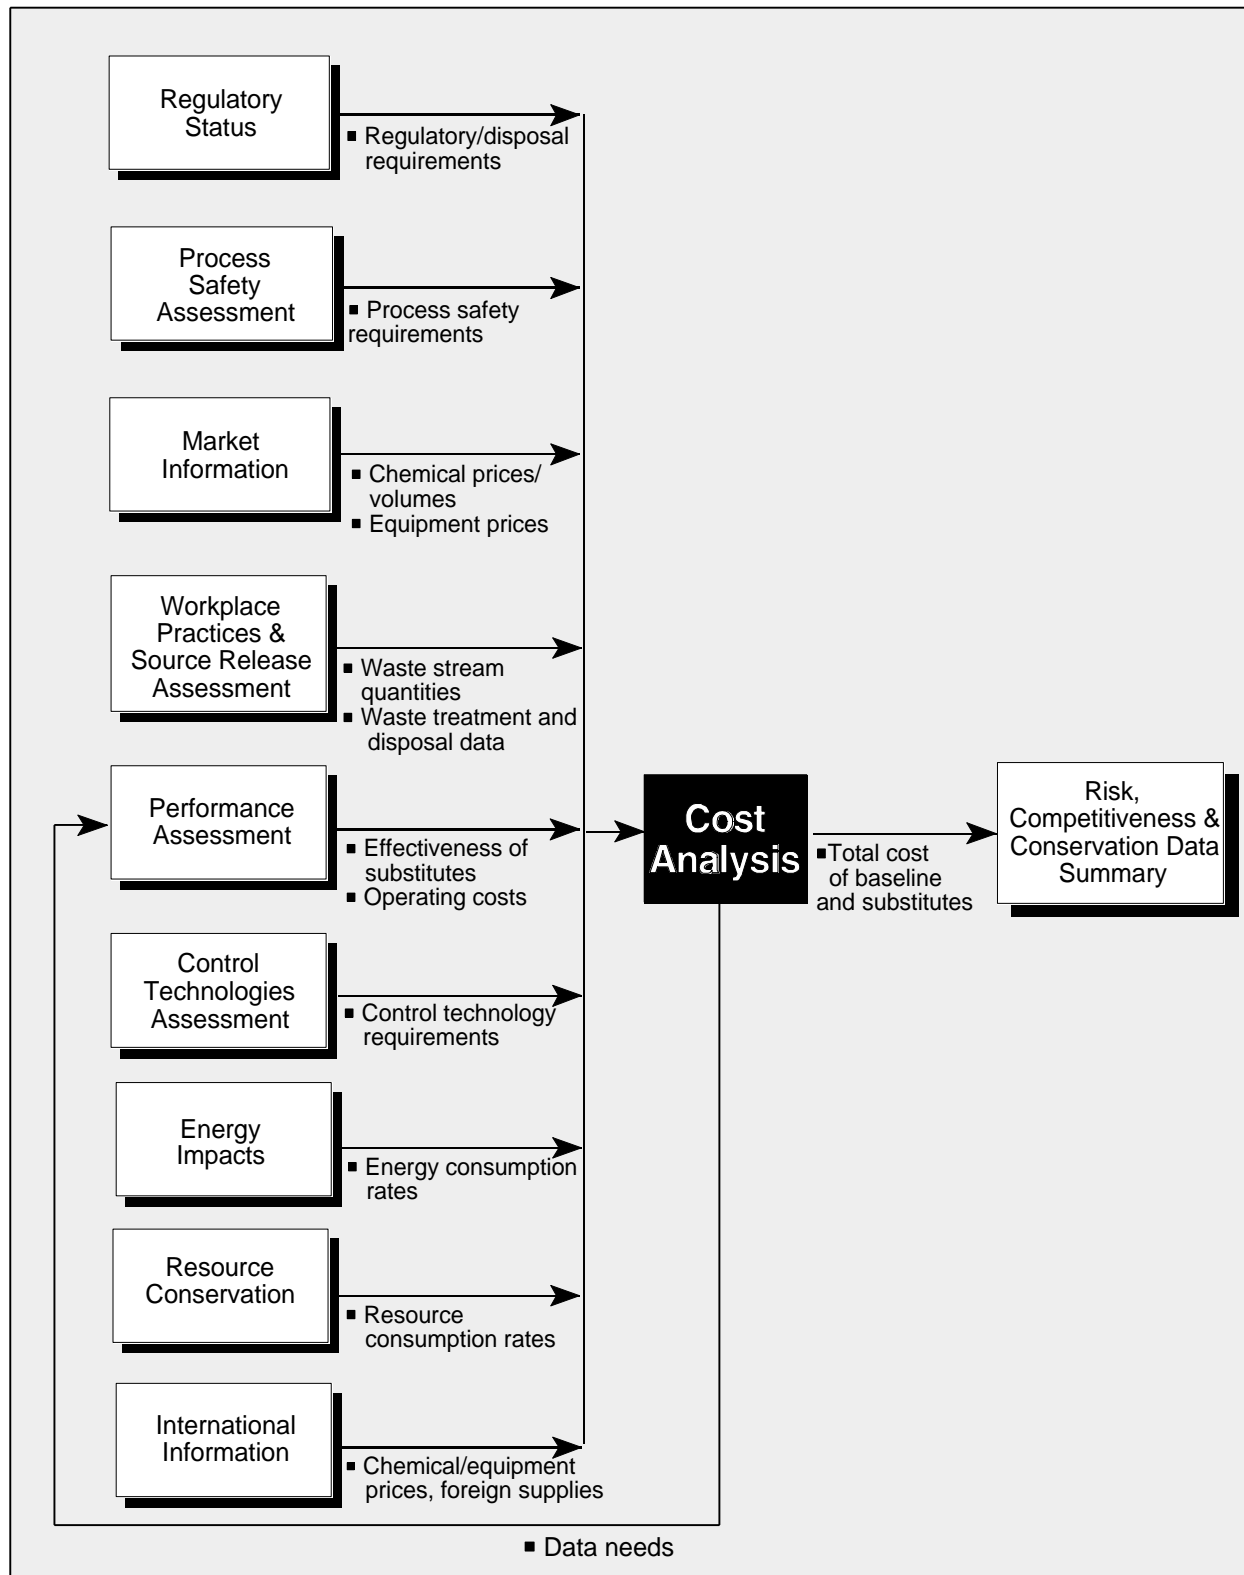 Regulatory
Status
■ Regulatory/disposal
requirements
Process
Safety
Assessment
■ Process safety
requirements
Market
Information
■ Chemical prices/
volumes
■ Equipment prices
Workplace
Practices &
Source Release
Assessment
■ Waste stream
quantities
■ Waste treatment and
disposal data
Performance
Assessment
■ Effectiveness of
substitutes
■ Operating costs
Cost
Analysis
■Total cost
of baseline
and substitutes
Risk,
Competitiveness &
Conservation Data
Summary
Control
Technologies
Assessment
■ Control technology
requirements
Energy
Impacts
■ Energy consumption
rates
Resource
Conservation
■ Resource
consumption rates
International
Information
■ Chemical/equipment
prices, foreign supplies
■ Data needs